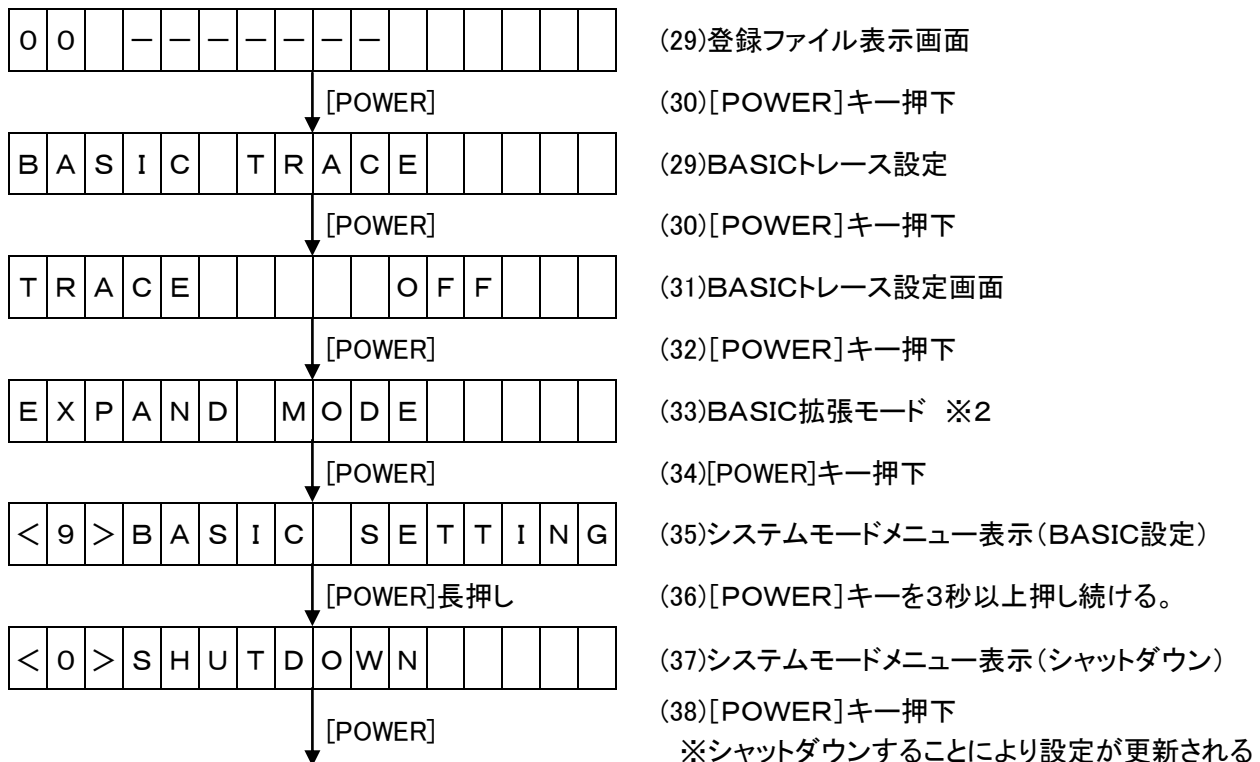 ００　－－－－－－－　(29)登録ファイル表示画面
[POWER]　(30)[ＰＯＷＥＲ]キー押下
ＢＡＳＩＣ　ＴＲＡＣＥ　(29)ＢＡＳＩＣトレース設定
[POWER]　(30)[ＰＯＷＥＲ]キー押下
ＴＲＡＣＥ　　　　　ＯＦＦ　(31)ＢＡＳＩＣトレース設定画面
[POWER]　(32)[ＰＯＷＥＲ]キー押下
ＥＸＰＡＮＤ　ＭＯＤＥ　(33)ＢＡＳＩＣ拡張モード　※２
[POWER]　(34)[POWER]キー押下
＜９＞ＢＡＳＩＣ　ＳＥＴＴＩＮＧ　(35)システムモードメニュー表示（ＢＡＳＩＣ設定）
[POWER]長押し　(36)[ＰＯＷＥＲ]キーを３秒以上押し続ける。
＜０＞ＳＨＵＴＤＯＷＮ　(37)システムモードメニュー表示（シャットダウン）
[POWER]　(38)[ＰＯＷＥＲ]キー押下
※シャットダウンすることにより設定が更新される